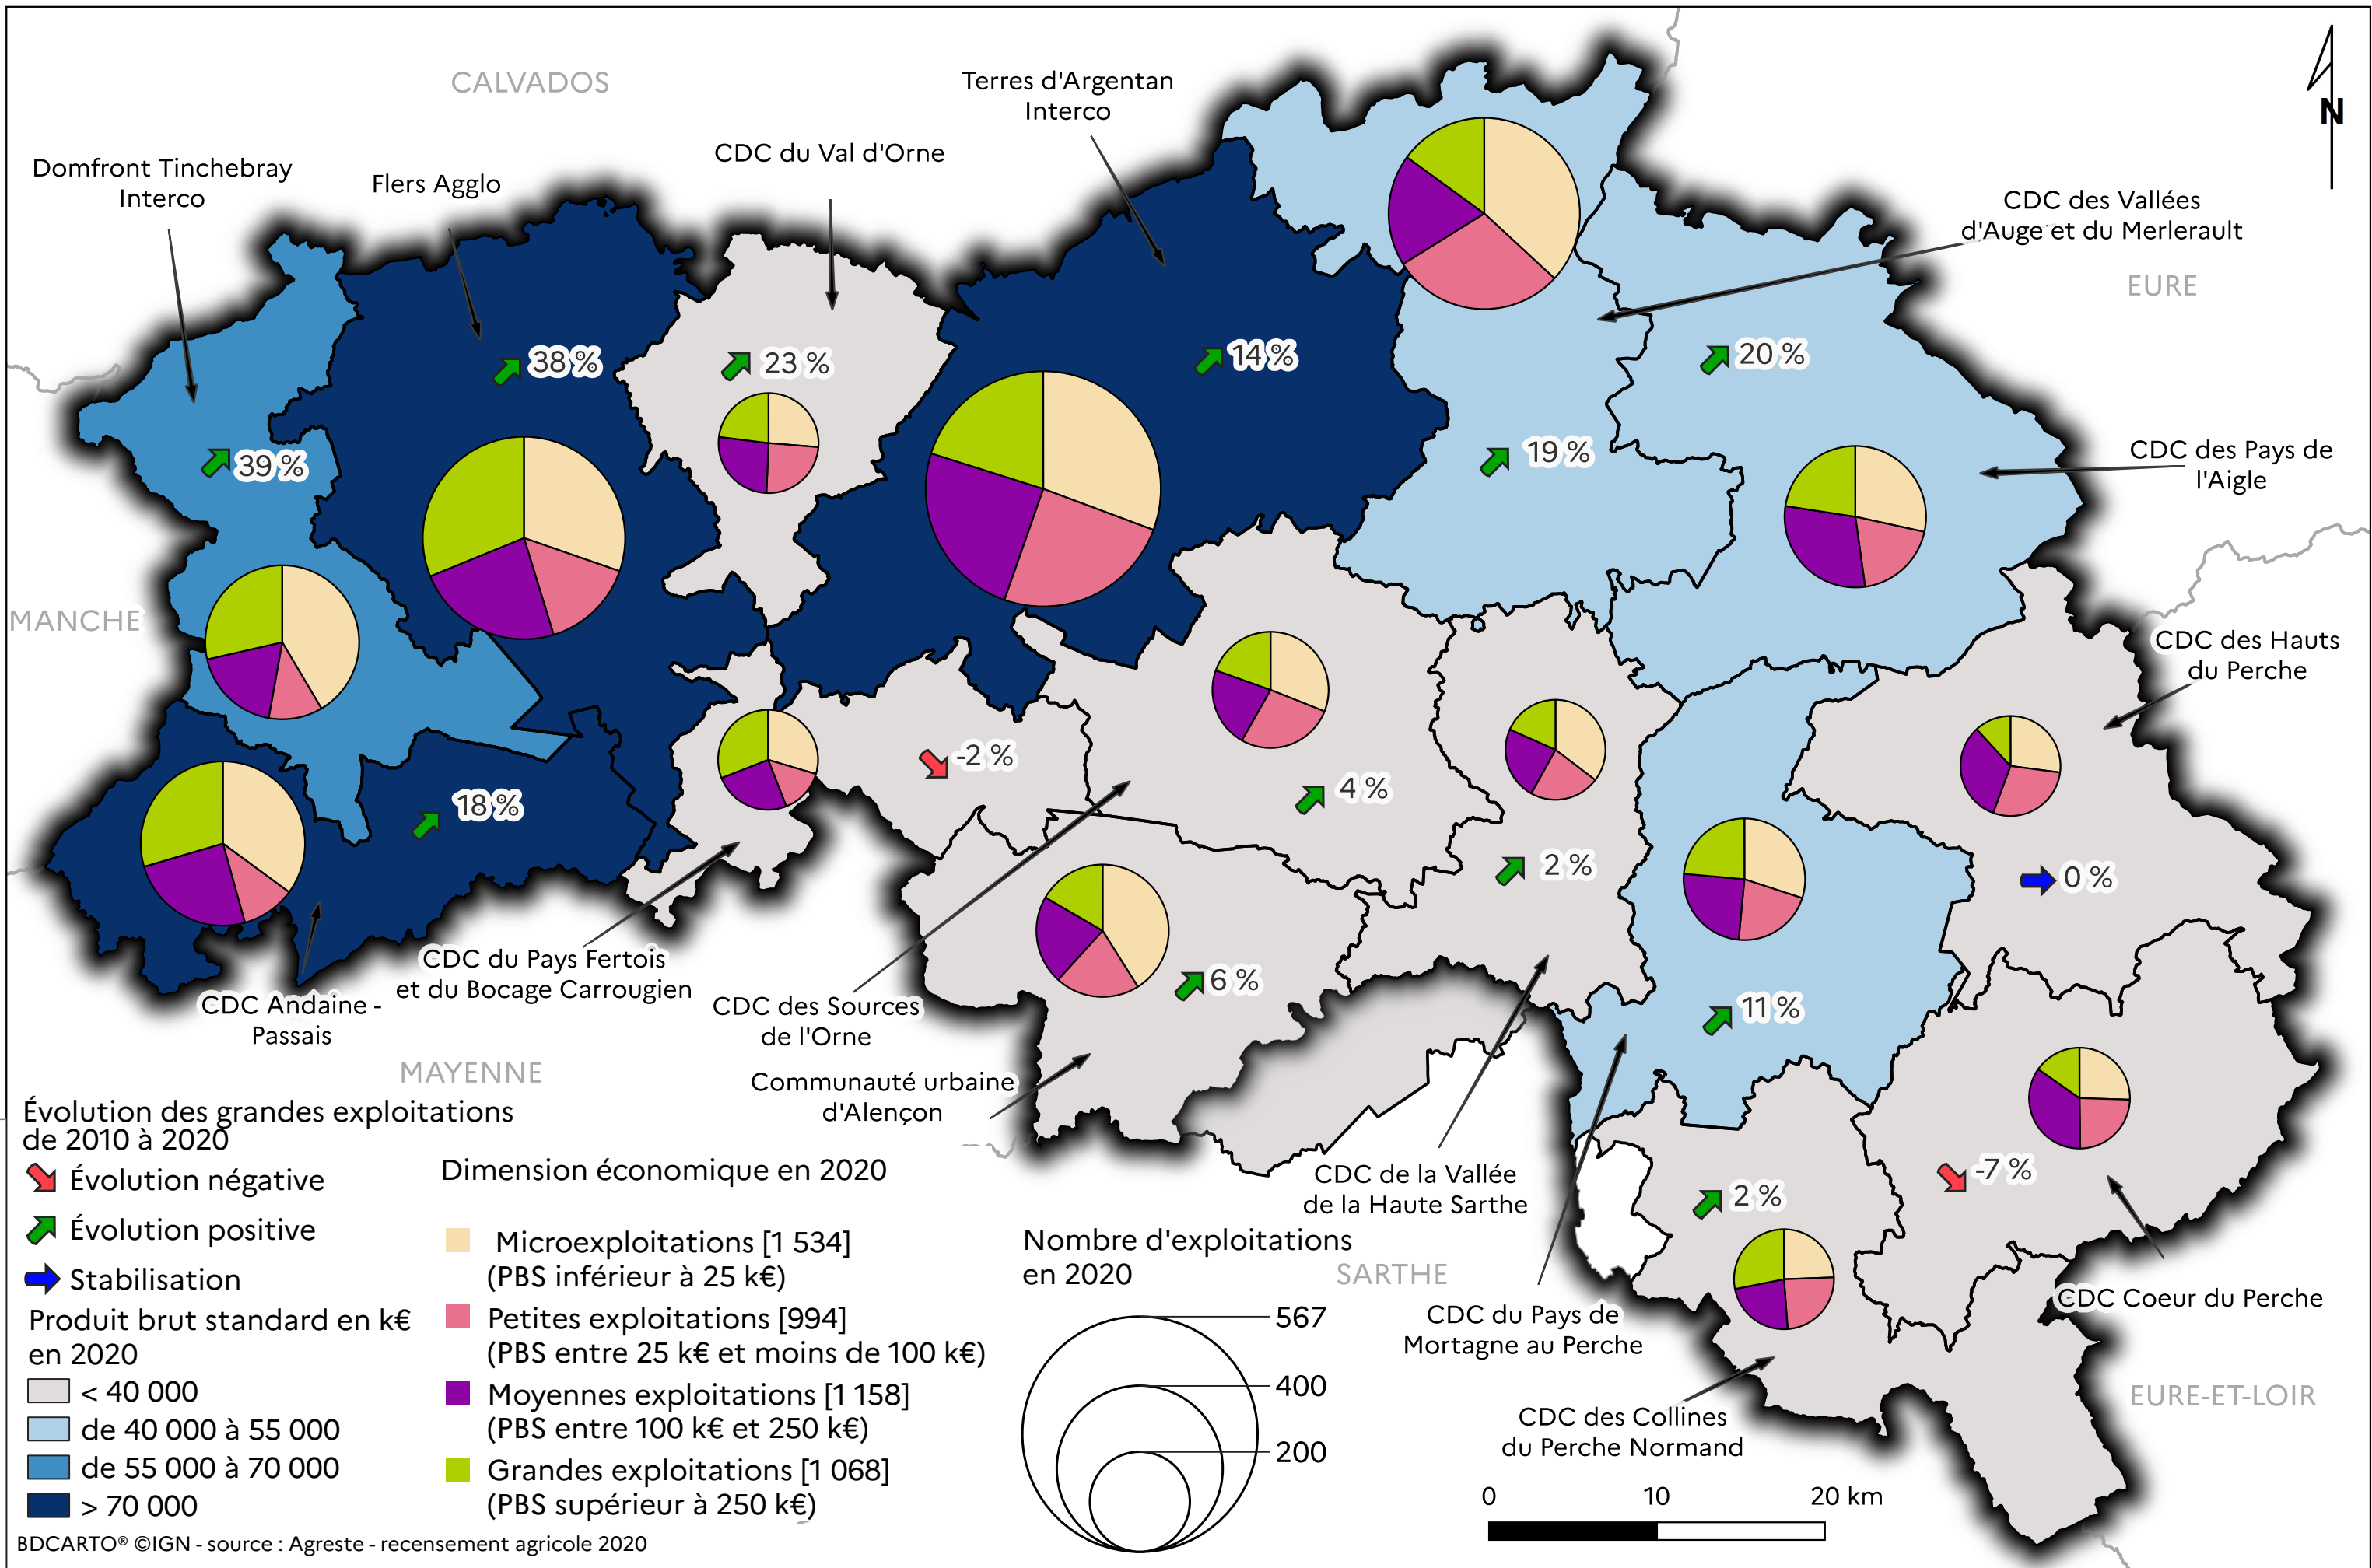 CALVADOS
Terres d'Argentan
Interco
N
Domfront Tinchebray
Interco
Flers Agglo
CDC du Val d'Orne
CDC des Vallées
d'Auge et du Merlerault
EURE
38 %
23 %
14 %
20 %
39 %
19 %
CDC des Pays de
l'Aigle
MANCHE
CDC des Hauts
du Perche
-2 %
18 %
4 %
2 %
0 %
CDC du Pays Fertois
et du Bocage Carrougien
CDC Andaine -
Passais
CDC des Sources
de l'Orne
6 %
11 %
MAYENNE
Communauté urbaine
d'Alençon
CDC de la Vallée
de la Haute Sarthe
2 %
-7 %
SARTHE
CDC du Pays de
Mortagne au Perche
CDC Coeur du Perche
CDC des Collines
du Perche Normand
EURE-ET-LOIR
Évolution des grandes exploitations
de 2010 à 2020
Évolution négative
Évolution positive
Stabilisation
Produit brut standard en k€
en 2020
< 40 000
de 40 000 à 55 000
de 55 000 à 70 000
> 70 000
Dimension économique en 2020
Microexploitations [1 534]
(PBS inférieur à 25 k€)
Petites exploitations [994]
(PBS entre 25 k€ et moins de 100 k€)
Moyennes exploitations [1 158]
(PBS entre 100 k€ et 250 k€)
Grandes exploitations [1 068]
(PBS supérieur à 250 k€)
Nombre d'exploitations
en 2020
567
400
200
0 10 20 km
BDCARTO® ©IGN - source : Agreste - recensement agricole 2020